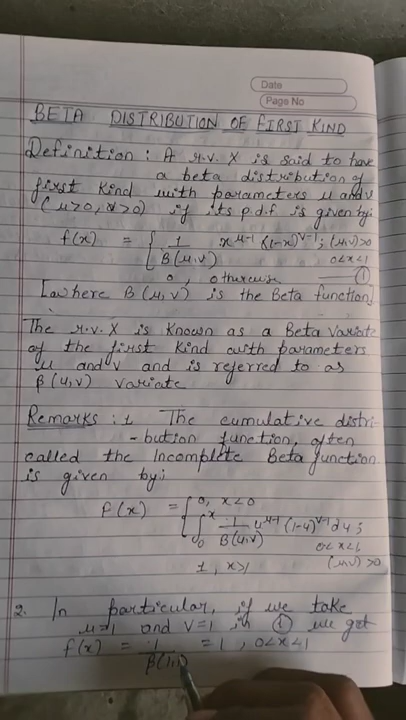 Date
Page No
BETA DISTRIBUTION OF FIRST KIND
Definition : A r.v. X is said to have
a beta distribution of
first kind with parameters μ and ν
(μ>0, ν>0) if its p.d.f is given by:
f(x) = { 1/B(μ,ν) x^(μ-1) (1-x)^(ν-1) ; (μ,ν)>0
0<x<1
0, otherwise ①
[where B(μ,ν) is the Beta function]
The r.v. X is known as a Beta Variate
of the first kind with parameters
μ and ν and is referred to as
β(μ,ν) variate
Remarks : 1 The cumulative distri-
-bution function, often
called the Incomplete Beta function
is given by:
F(x) = { 0, x<0
∫₀ˣ 1/B(μ,ν) u^(μ-1) (1-u)^(ν-1) du ;
0<x<1,
1, x>1 (μ,ν)>0
2. In particular, if we take
μ=1 and ν=1 in ① we get
f(x) = 1/β(1,1) = 1, 0<x<1